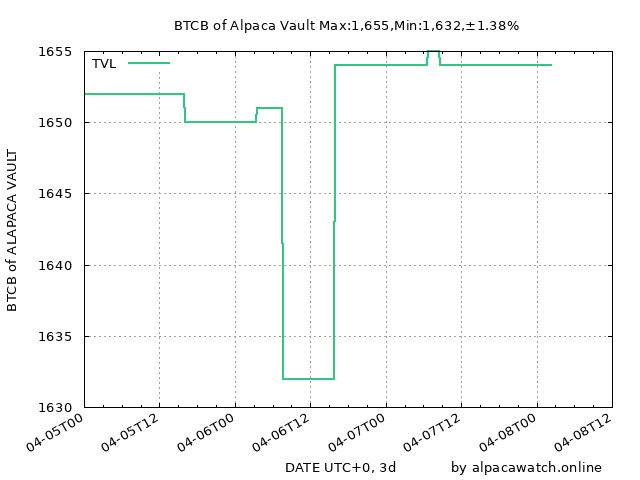 BTCB of Alpaca Vault Max:1,655,Min:1,632,±1.38%
TVL
BTCB of ALAPACA VAULT
1655
1650
1645
1640
1635
1630
04-05T00
04-05T12
04-06T00
04-06T12
04-07T00
04-07T12
04-08T00
04-08T12
DATE UTC+0, 3d
by alpacawatch.online